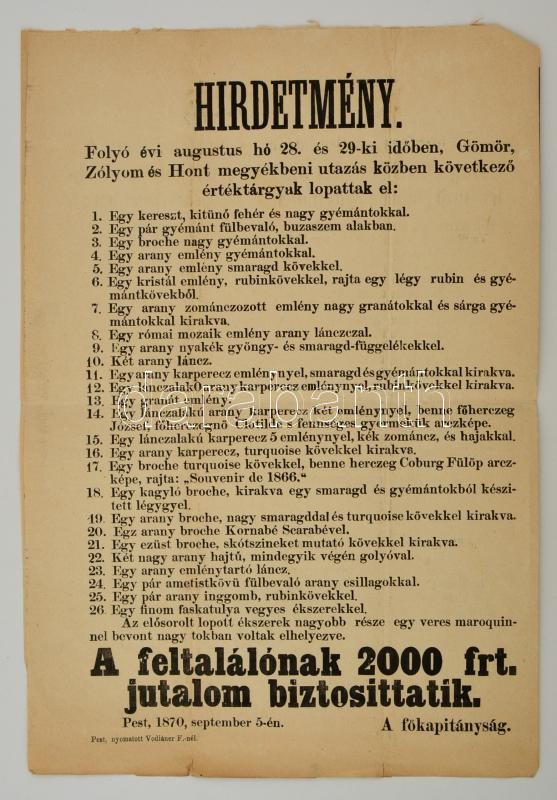 HIRDETMÉNY.
Folyó évi augustus hó 28. és 29-ki időben, Gömör,
Zólyom és Hont megyékbeni utazás közben következő
értéktárgyak lopattak el:
1. Egy kereszt, kitünő fehér és nagy gyémántokkal.
2. Egy pár gyémánt fülbevaló, buzaszem alakban.
3. Egy broche nagy gyémántokkal.
4. Egy arany emlény gyémántokkal.
5. Egy arany emlény smaragd kövekkel.
6. Egy kristál emlény, rubinkövekkel, rajta egy légy rubin és gyé-
mántkövekből.
7. Egy arany zománczozott emlény nagy granátokkal és sárga gyé-
mántokkal kirakva.
8. Egy római mozaik emlény arany lánczczal.
9. Egy arany nyakék gyöngy- és smaragd-függelékekkel.
10. Két arany láncz.
11. Egy arany karperecz emlénynyel, smaragd és gyémántokkal kirakva.
12. Egy lánczalakú arany karperecz emlénynyel, rubinkövekkel kirakva.
13. Egy granát emlény.
14. Egy lánczalakú arany karperecz két emlénynyel, benne főherczeg
József, főherczegnő Clotilde s fenséges gyermekük arczképe.
15. Egy lánczalakú karperecz 5 emlénynyel, kék zománcz, és hajakkal.
16. Egy arany karperecz, turquoise kövekkel kirakva.
17. Egy broche turquoise kövekkel, benne herczeg Coburg Fülöp arcz-
képe, rajta: „Souvenir de 1866.“
18. Egy kagyló broche, kirakva egy smaragd és gyémántokból készi-
tett légygyel.
19. Egy arany broche, nagy smaragddal és turquoise kövekkel kirakva.
20. Egz arany broche Kornabé Scarabével.
21. Egy ezüst broche, skótszineket mutató kövekkel kirakva.
22. Két nagy arany hajtű, mindegyik végén golyóval.
23. Egy arany emlénytartó láncz.
24. Egy pár ametistkövü fülbevaló arany csillagokkal.
25. Egy pár arany inggomb, rubinkövekkel.
26. Egy finom faskatulya vegyes ékszerekkel.
Az elősorolt lopott ékszerek nagyobb része egy veres maroquin-
nel bevont nagy tokban voltak elhelyezve.
A feltalálónak 2000 frt.
jutalom biztosittatik.
Pest, 1870, september 5-én. A főkapitányság.
Pest, nyomatott Vodiáner F.-nél.
darabanth